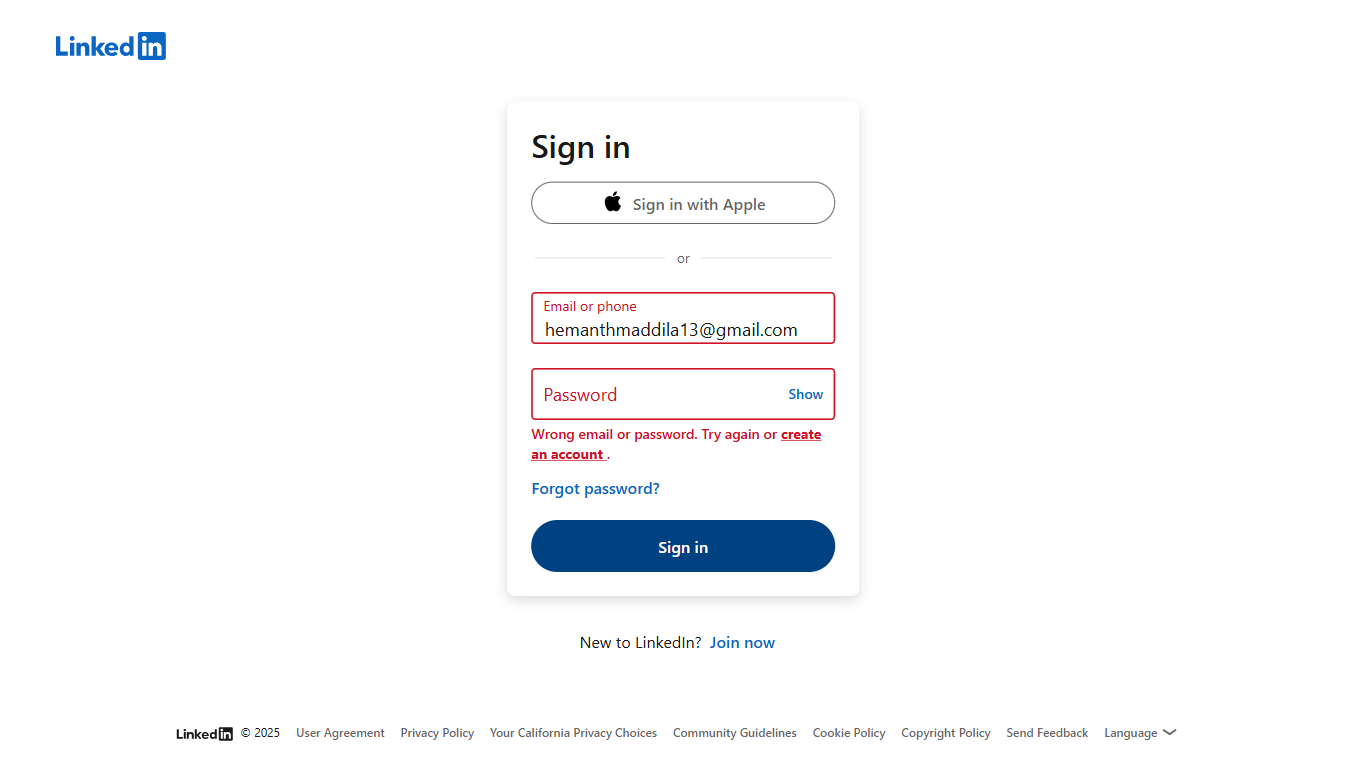 LinkedIn
Sign in
Sign in with Apple
or
Email or phone
hemanthmaddila13@gmail.com
Password Show
Wrong email or password. Try again or create
an account .
Forgot password?
Sign in
New to LinkedIn? Join now
LinkedIn © 2025 User Agreement Privacy Policy Your California Privacy Choices Community Guidelines Cookie Policy Copyright Policy Send Feedback Language